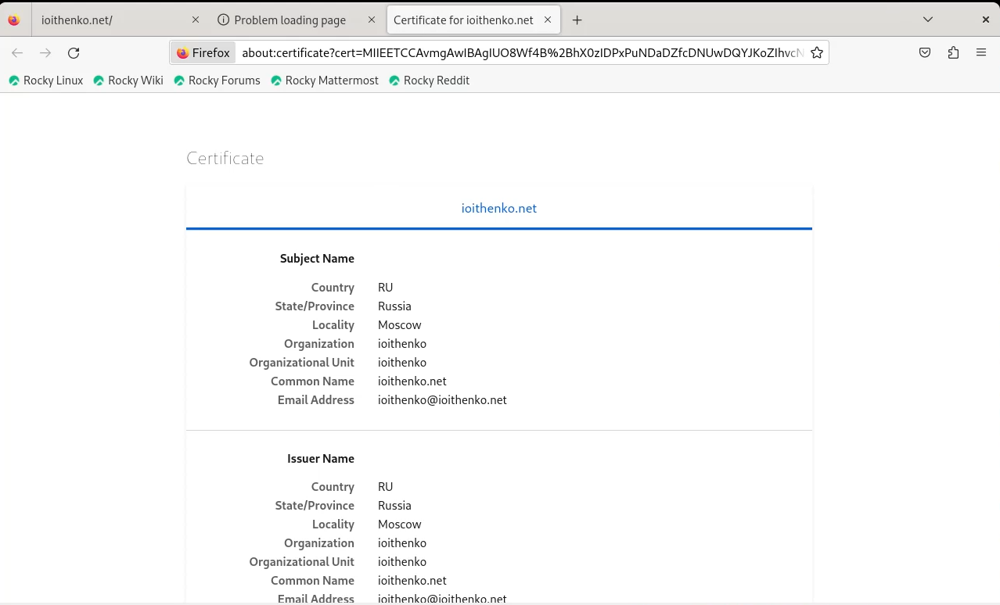 ioithenko.net/ Problem loading page Certificate for ioithenko.net
Firefox about:certificate?cert=MIIEETCCAvmgAwIBAgIUO8Wf4B%2BhX0zIDPxPuNDaDZfcDNUwDQYJKoZIhvcN
Rocky Linux Rocky Wiki Rocky Forums Rocky Mattermost Rocky Reddit
Certificate
ioithenko.net
Subject Name
Country RU
State/Province Russia
Locality Moscow
Organization ioithenko
Organizational Unit ioithenko
Common Name ioithenko.net
Email Address ioithenko@ioithenko.net
Issuer Name
Country RU
State/Province Russia
Locality Moscow
Organization ioithenko
Organizational Unit ioithenko
Common Name ioithenko.net
Email Address ioithenko@ioithenko.net